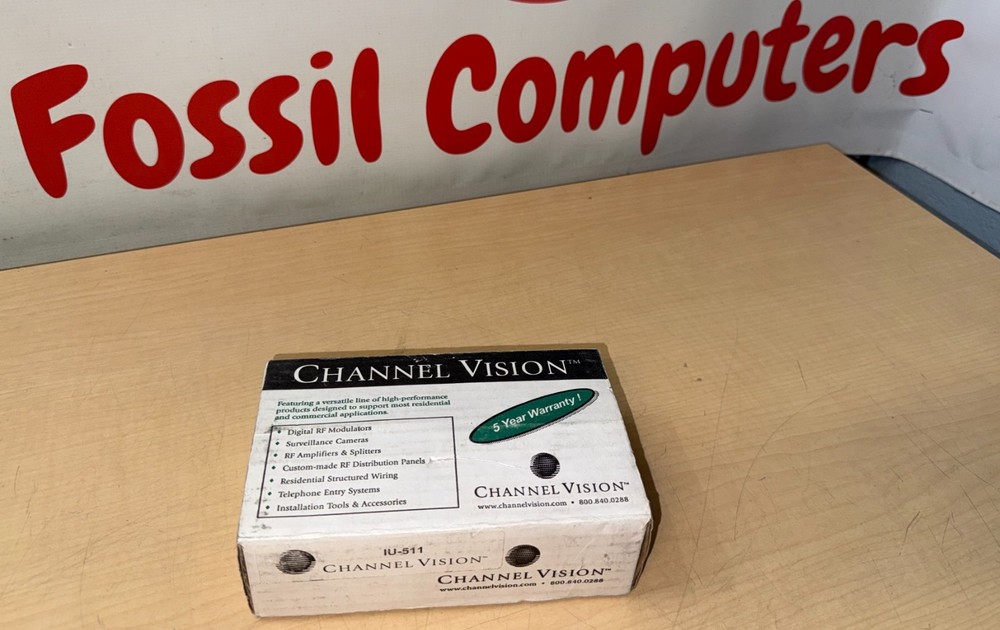 Fossil Computers
CHANNEL VISION™
Featuring a versatile line of high-performance
products designed to support most residential
and commercial applications.
• Digital RF Modulators
• Surveillance Cameras
• RF Amplifiers & Splitters
• Custom-made RF Distribution Panels
• Residential Structured Wiring
• Telephone Entry Systems
• Installation Tools & Accessories
5 Year Warranty !
CHANNEL VISION™
www.channelvision.com • 800.840.0288
IU-511
CHANNEL VISION™
CHANNEL VISION™
www.channelvision.com • 800.840.0288